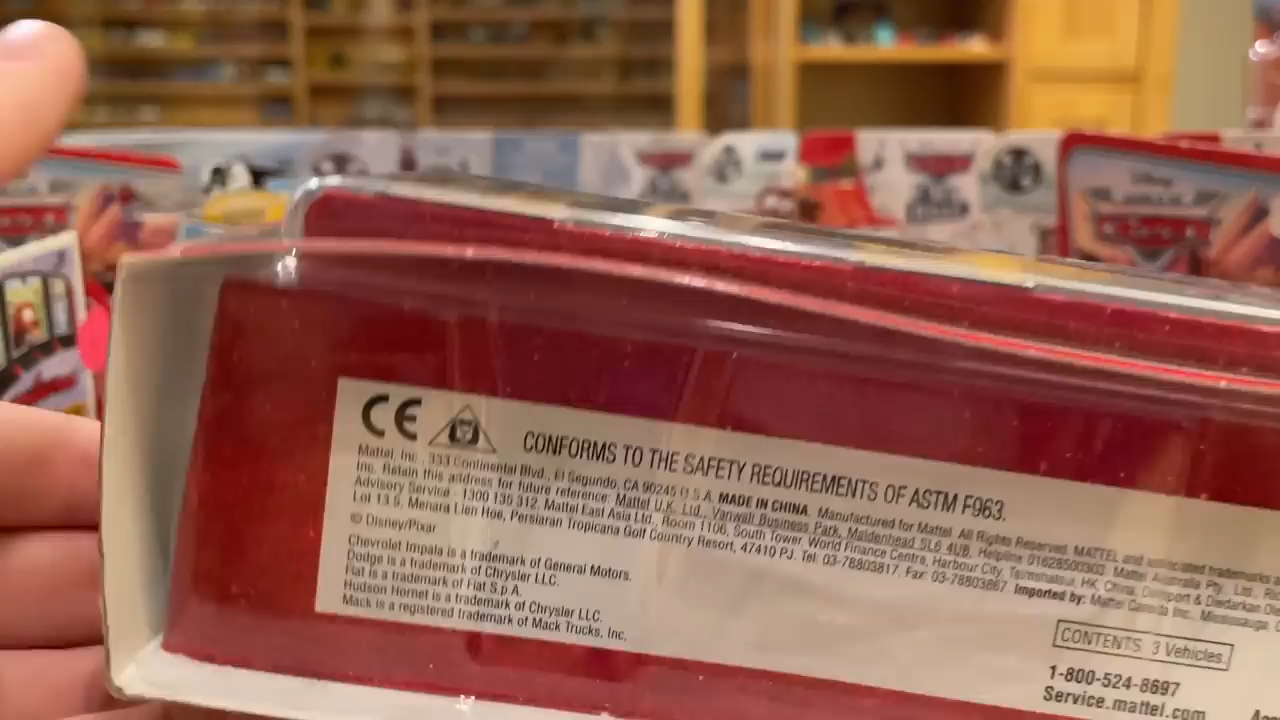 CE
CONFORMS TO THE SAFETY REQUIREMENTS OF ASTM F963.
Mattel, Inc., 333 Continental Blvd., El Segundo, CA 90245 U.S.A. MADE IN CHINA. Manufactured for Mattel. All Rights Reserved. MATTEL and associated trademarks
Inc. Retain this address for future reference: Mattel U.K. Ltd., Vanwall Business Park, Maidenhead SL6 4UB. Helpline 01628500303. Mattel Australia Pty., Ltd.,
Advisory Service - 1300 135 312. Mattel East Asia Ltd., Room 1106, South Tower, World Finance Centre, Harbour City, Tsimshatsui, HK, China.
Lot 13.5, Menara Lien Hoe, Persiaran Tropicana Golf Country Resort, 47410 PJ. Tel: 03-78803817, Fax: 03-78803867. Imported by: Mattel Canada Inc., Mississauga,
© Disney/Pixar
Chevrolet Impala is a trademark of General Motors.
Dodge is a trademark of Chrysler LLC.
Fiat is a trademark of Fiat S.p.A.
Hudson Hornet is a trademark of Chrysler LLC.
Mack is a registered trademark of Mack Trucks, Inc.
CONTENTS: 3 Vehicles.
1-800-524-8697
Service.mattel.com